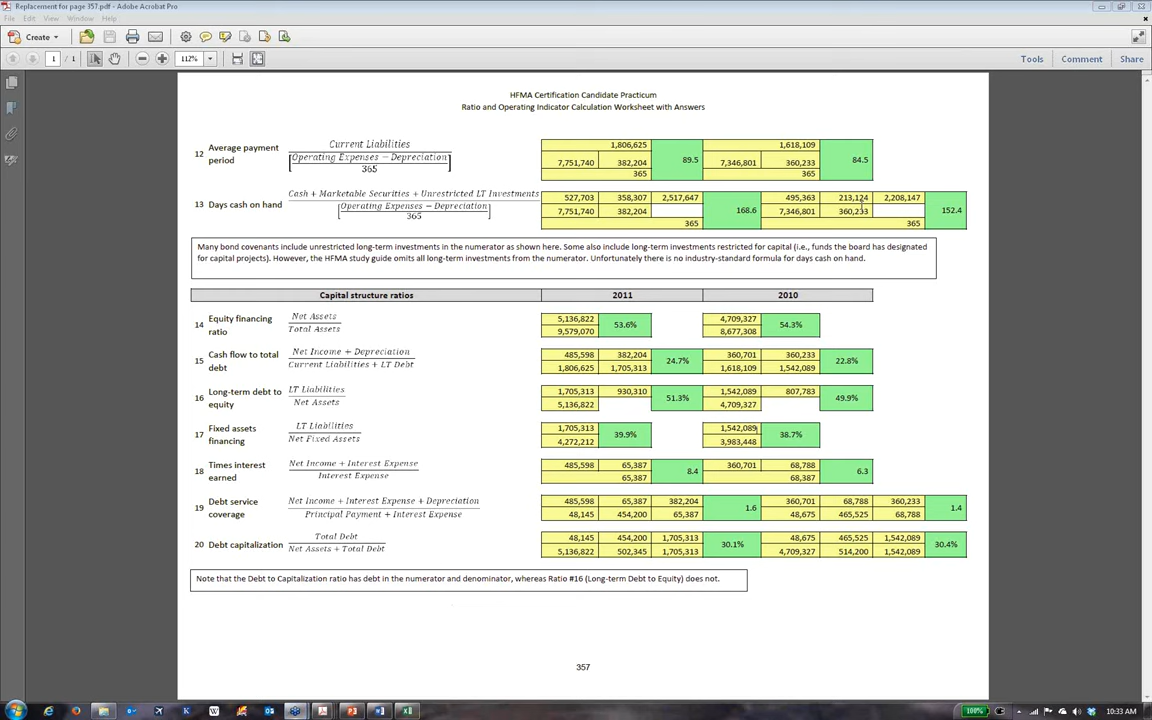 Replacement for page 357.pdf - Adobe Acrobat Pro
File Edit View Window Help
Create
1 / 1 112% Tools Comment Share
HFMA Certification Candidate Practicum
Ratio and Operating Indicator Calculation Worksheet with Answers
12 Average payment period Current Liabilities 1,806,625 89.5 1,618,109 84.5
[Operating Expenses − Depreciation] 7,751,740 382,204 7,346,801 360,233
365 365 365
13 Days cash on hand Cash + Marketable Securities + Unrestricted LT Investments 527,703 358,307 2,517,647 168.6 495,363 213,124 2,208,147 152.4
[Operating Expenses − Depreciation] 7,751,740 382,204 7,346,801 360,233
365 365 365
Many bond covenants include unrestricted long-term investments in the numerator as shown here. Some also include long-term investments restricted for capital (i.e., funds the board has designated
for capital projects). However, the HFMA study guide omits all long-term investments from the numerator. Unfortunately there is no industry-standard formula for days cash on hand.
Capital structure ratios 2011 2010
14 Equity financing ratio Net Assets 5,136,822 53.6% 4,709,327 54.3%
Total Assets 9,579,070 8,677,308
15 Cash flow to total debt Net Income + Depreciation 485,598 382,204 24.7% 360,701 360,233 22.8%
Current Liabilities + LT Debt 1,806,625 1,705,313 1,618,109 1,542,089
16 Long-term debt to equity LT Liabilities 1,705,313 930,310 51.3% 1,542,089 807,783 49.9%
Net Assets 5,136,822 4,709,327
17 Fixed assets financing LT Liabilities 1,705,313 39.9% 1,542,089 38.7%
Net Fixed Assets 4,272,212 3,983,448
18 Times interest earned Net Income + Interest Expense 485,598 65,387 8.4 360,701 68,788 6.3
Interest Expense 65,387 68,387
19 Debt service coverage Net Income + Interest Expense + Depreciation 485,598 65,387 382,204 1.6 360,701 68,788 360,233 1.4
Principal Payment + Interest Expense 48,145 454,200 65,387 48,675 465,525 68,788
20 Debt capitalization Total Debt 48,145 454,200 1,705,313 30.1% 48,675 465,525 1,542,089 30.4%
Net Assets + Total Debt 5,136,822 502,345 1,705,313 4,709,327 514,200 1,542,089
Note that the Debt to Capitalization ratio has debt in the numerator and denominator, whereas Ratio #16 (Long-term Debt to Equity) does not.
357
100% 10:33 AM